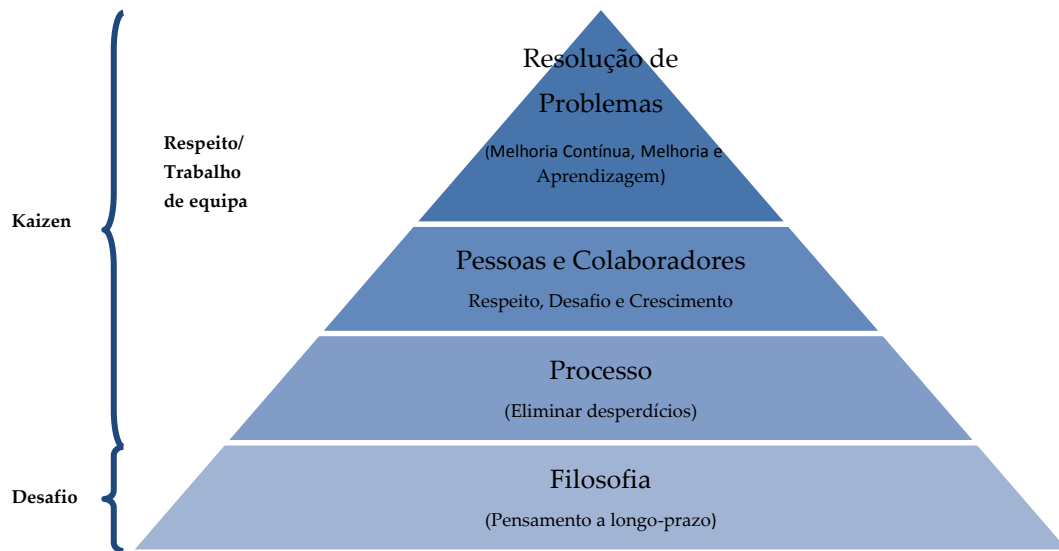 Resolução de
Problemas
(Melhoria Contínua, Melhoria e
Aprendizagem)
Respeito/
Trabalho
de equipa
Kaizen
Pessoas e Colaboradores
Respeito, Desafio e Crescimento
Processo
(Eliminar desperdícios)
Filosofia
(Pensamento a longo-prazo)
Desafio